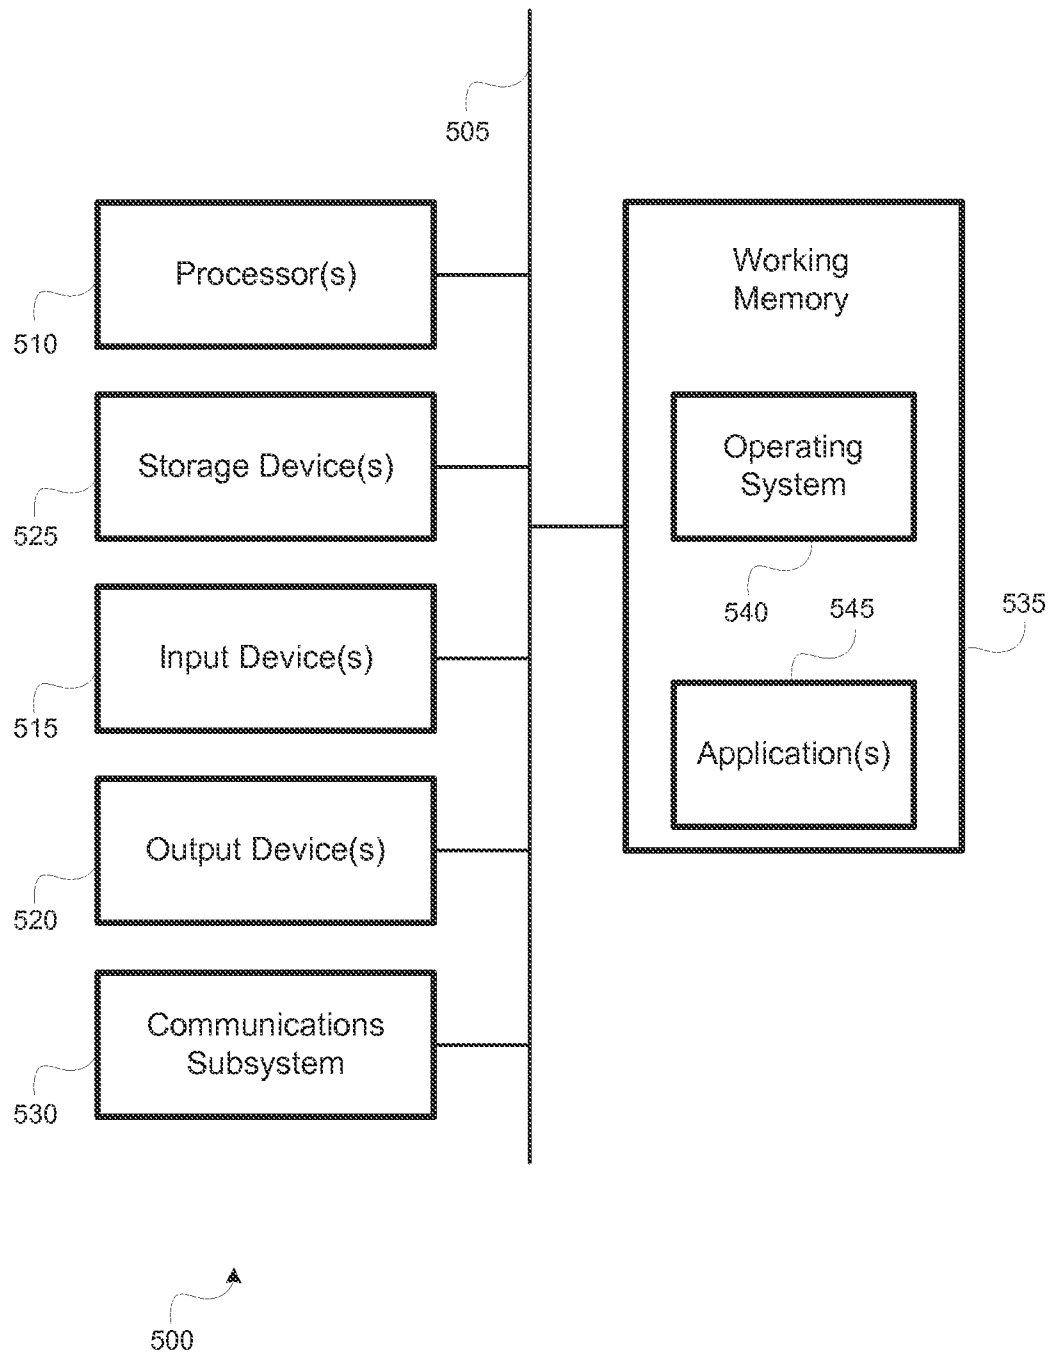 505
Processor(s)
510
Working
Memory
Storage Device(s)
525
Operating
System
540
Input Device(s)
515
545
535
Application(s)
Output Device(s)
520
Communications
Subsystem
530
500